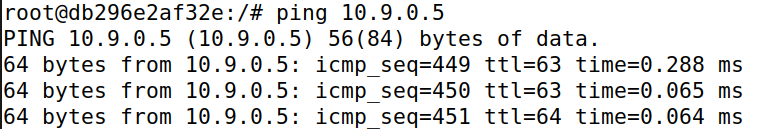 root@db296e2af32e:/# ping 10.9.0.5
PING 10.9.0.5 (10.9.0.5) 56(84) bytes of data.
64 bytes from 10.9.0.5: icmp_seq=449 ttl=63 time=0.288 ms
64 bytes from 10.9.0.5: icmp_seq=450 ttl=63 time=0.065 ms
64 bytes from 10.9.0.5: icmp_seq=451 ttl=64 time=0.064 ms